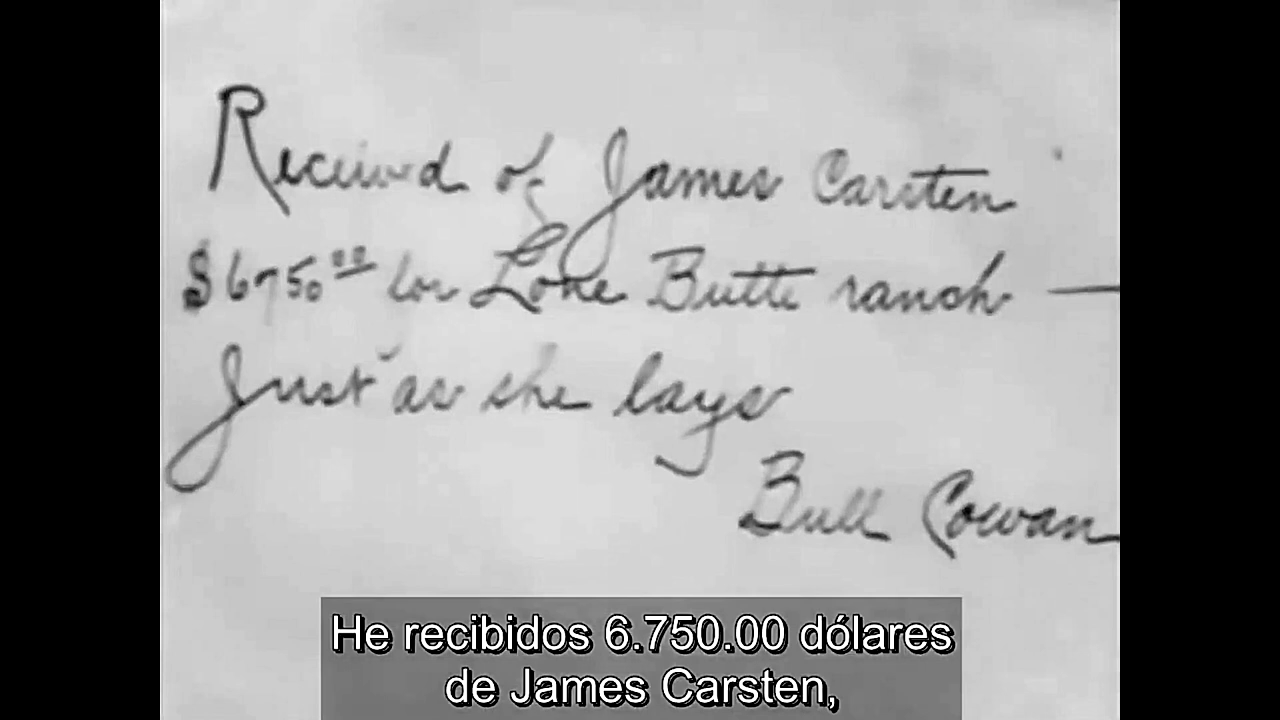 Received of James Carsten
$6750.00 for Lone Butte ranch —
Just as she lays
Bull Cowan
He recibidos 6.750.00 dólares
de James Carsten,